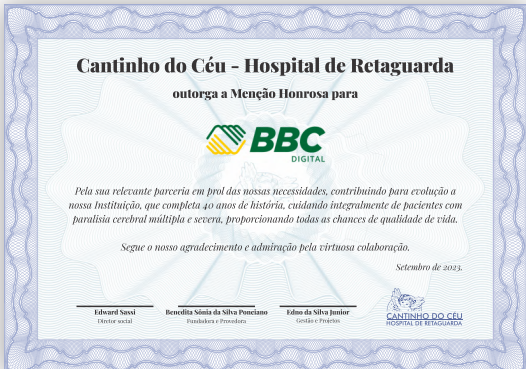 Cantinho do Céu - Hospital de Retaguarda
outorga a Menção Honrosa para
BBC
DIGITAL
Pela sua relevante parceria em prol das nossas necessidades, contribuindo para evolução a
nossa Instituição, que completa 40 anos de história, cuidando integralmente de pacientes com
paralisia cerebral múltipla e severa, proporcionando todas as chances de qualidade de vida.
Segue o nosso agradecimento e admiração pela virtuosa colaboração.
Setembro de 2023.
Edward Sassi
Diretor social
Benedita Sônia da Silva Ponciano
Fundadora e Provedora
Edno da Silva Junior
Gestão e Projetos
CANTINHO DO CÉU
HOSPITAL DE RETAGUARDA